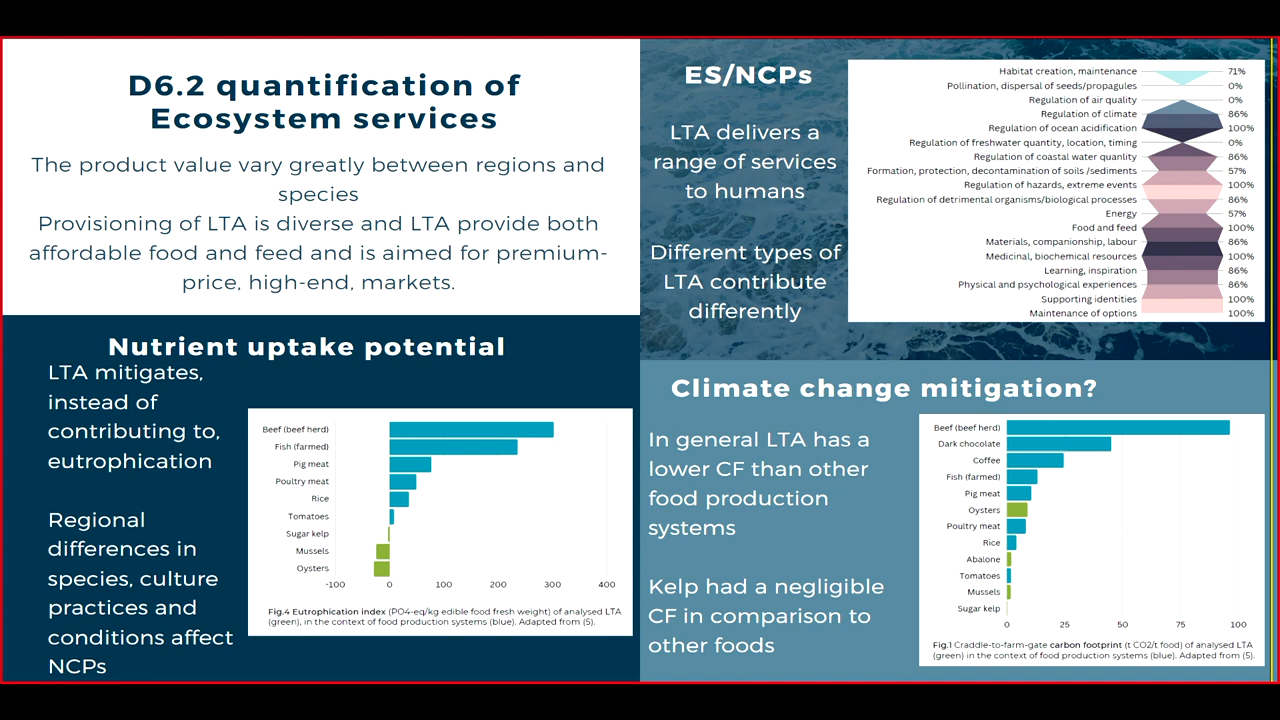 D6.2 quantification of
Ecosystem services
The product value vary greatly between regions and
species
Provisioning of LTA is diverse and LTA provide both
affordable food and feed and is aimed for premium-
price, high-end, markets.
ES/NCPs
LTA delivers a
range of services
to humans
Different types of
LTA contribute
differently
Habitat creation, maintenance 71%
Pollination, dispersal of seeds/propagules 0%
Regulation of air quality 0%
Regulation of climate 86%
Regulation of ocean acidification 100%
Regulation of freshwater quantity, location, timing 0%
Regulation of coastal water quanlity 86%
Formation, protection, decontamination of soils /sediments 57%
Regulation of hazards, extreme events 100%
Regulation of detrimental organisms/biological processes 86%
Energy 57%
Food and feed 100%
Materials, companionship, labour 86%
Medicinal, biochemical resources 100%
Learning, inspiration 86%
Physical and psychological experiences 86%
Supporting identities 100%
Maintenance of options 100%
Nutrient uptake potential
LTA mitigates,
instead of
contributing to,
eutrophication
Regional
differences in
species, culture
practices and
conditions affect
NCPs
Beef (beef herd)
Fish (farmed)
Pig meat
Poultry meat
Rice
Tomatoes
Sugar kelp
Mussels
Oysters
-100 0 100 200 300 400
Fig.4 Eutrophication index (PO4-eq/kg edible food fresh weight) of analysed LTA
(green), in the context of food production systems (blue). Adapted from (5).
Climate change mitigation?
In general LTA has a
lower CF than other
food production
systems
Kelp had a negligible
CF in comparison to
other foods
Beef (beef herd)
Dark chocolate
Coffee
Fish (farmed)
Pig meat
Oysters
Poultry meat
Rice
Abalone
Tomatoes
Mussels
Sugar kelp
0 25 50 75 100
Fig.1 Craddle-to-farm-gate carbon footprint (t CO2/t food) of analysed LTA
(green) in the context of food production systems (blue). Adapted from (5).